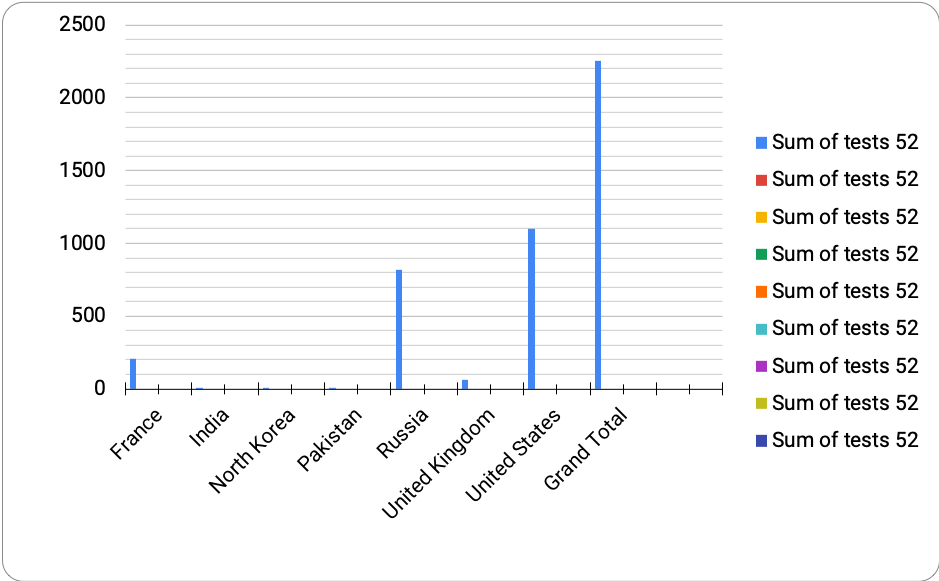 2500
2000
1500
1000
500
0
France
India
North Korea
Pakistan
Russia
United Kingdom
United States
Grand Total
Sum of tests 52
Sum of tests 52
Sum of tests 52
Sum of tests 52
Sum of tests 52
Sum of tests 52
Sum of tests 52
Sum of tests 52
Sum of tests 52